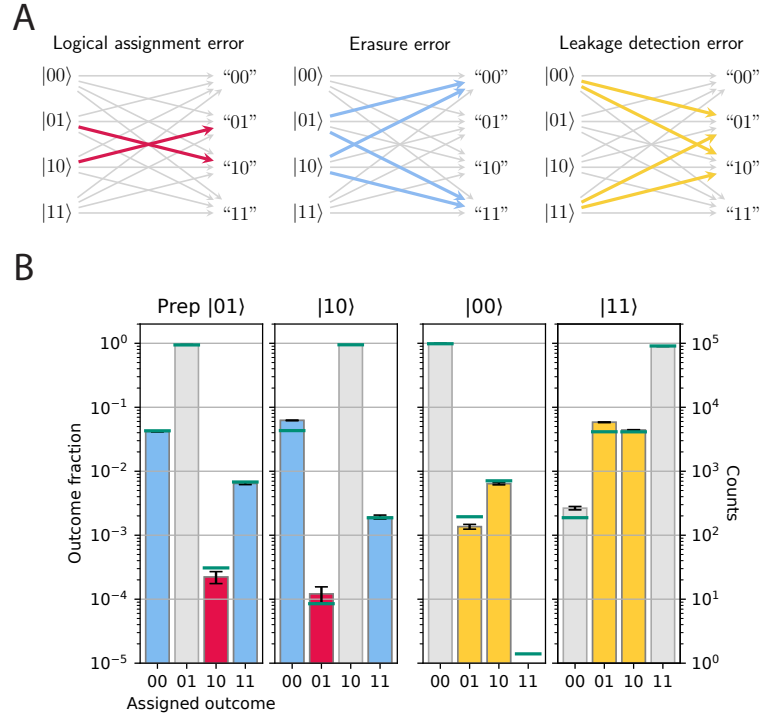 A
Logical assignment error
Erasure error
Leakage detection error
|00⟩ “00” |00⟩ “00” |00⟩ “00”
|01⟩ “01” |01⟩ “01” |01⟩ “01”
|10⟩ “10” |10⟩ “10” |10⟩ “10”
|11⟩ “11” |11⟩ “11” |11⟩ “11”
B
Prep |01⟩ |10⟩ |00⟩ |11⟩
Outcome fraction
10⁰
10⁻¹
10⁻²
10⁻³
10⁻⁴
10⁻⁵
10⁵
10⁴
10³
10²
10¹
10⁰
Counts
00 01 10 11 00 01 10 11 00 01 10 11 00 01 10 11
Assigned outcome